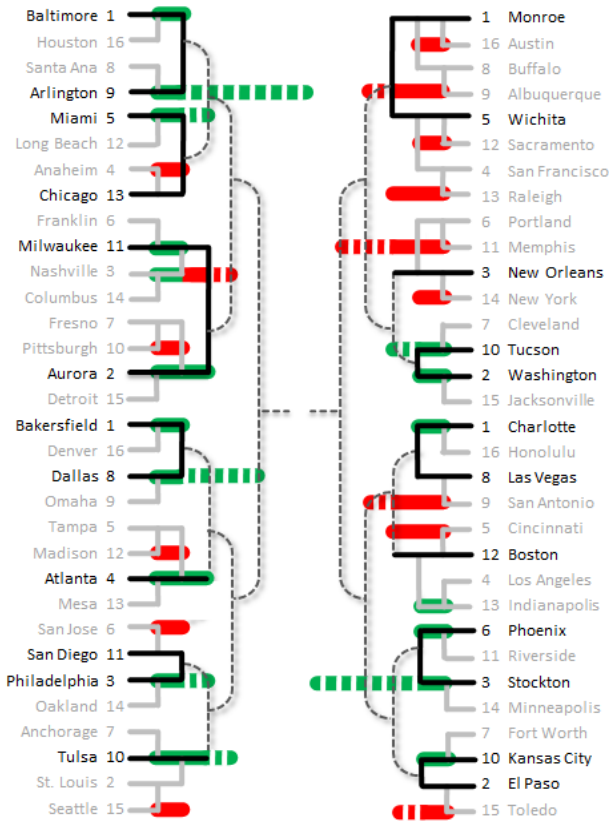 Baltimore 1
Houston 16
Santa Ana 8
Arlington 9
Miami 5
Long Beach 12
Anaheim 4
Chicago 13
Franklin 6
Milwaukee 11
Nashville 3
Columbus 14
Fresno 7
Pittsburgh 10
Aurora 2
Detroit 15
Bakersfield 1
Denver 16
Dallas 8
Omaha 9
Tampa 5
Madison 12
Atlanta 4
Mesa 13
San Jose 6
San Diego 11
Philadelphia 3
Oakland 14
Anchorage 7
Tulsa 10
St. Louis 2
Seattle 15
1 Monroe
16 Austin
8 Buffalo
9 Albuquerque
5 Wichita
12 Sacramento
4 San Francisco
13 Raleigh
6 Portland
11 Memphis
3 New Orleans
14 New York
7 Cleveland
10 Tucson
2 Washington
15 Jacksonville
1 Charlotte
16 Honolulu
8 Las Vegas
9 San Antonio
5 Cincinnati
12 Boston
4 Los Angeles
13 Indianapolis
6 Phoenix
11 Riverside
3 Stockton
14 Minneapolis
7 Fort Worth
10 Kansas City
2 El Paso
15 Toledo